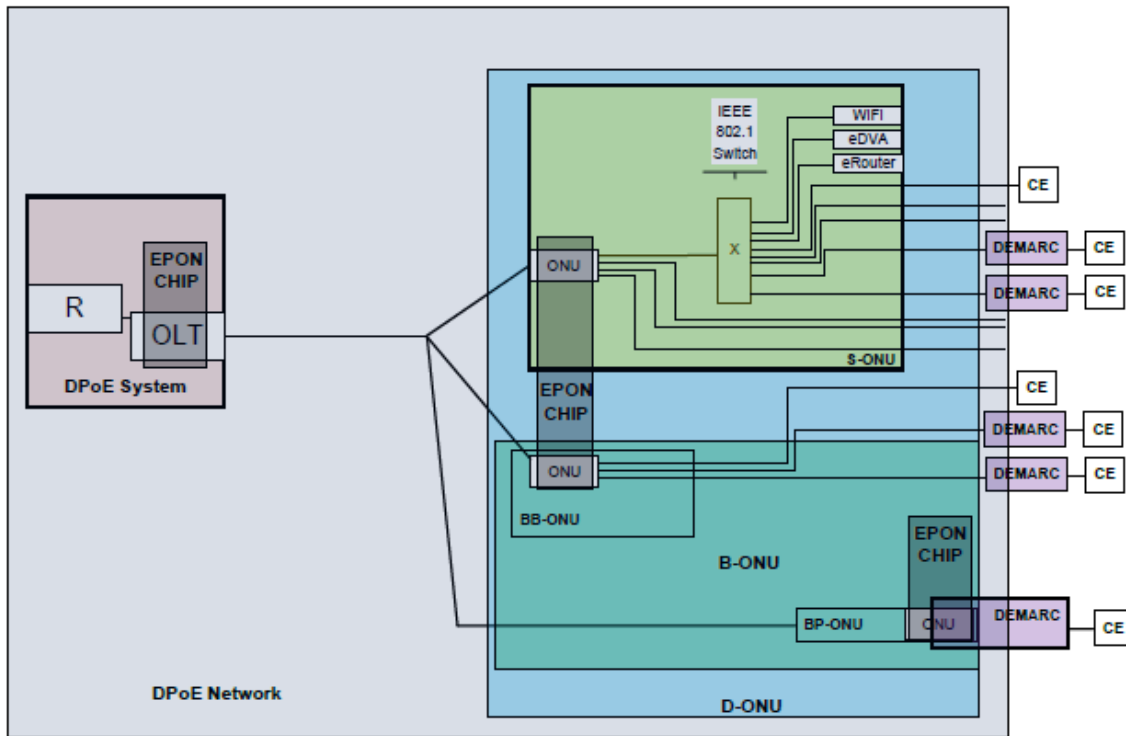 IEEE
802.1
Switch
WIFI
eDVA
eRouter
CE
EPON
CHIP
R
OLT
DPoE System
ONU
X
DEMARC
CE
DEMARC
CE
S-ONU
EPON
CHIP
CE
DEMARC
CE
ONU
DEMARC
CE
BB-ONU
EPON
CHIP
B-ONU
BP-ONU
ONU
DEMARC
CE
DPoE Network
D-ONU